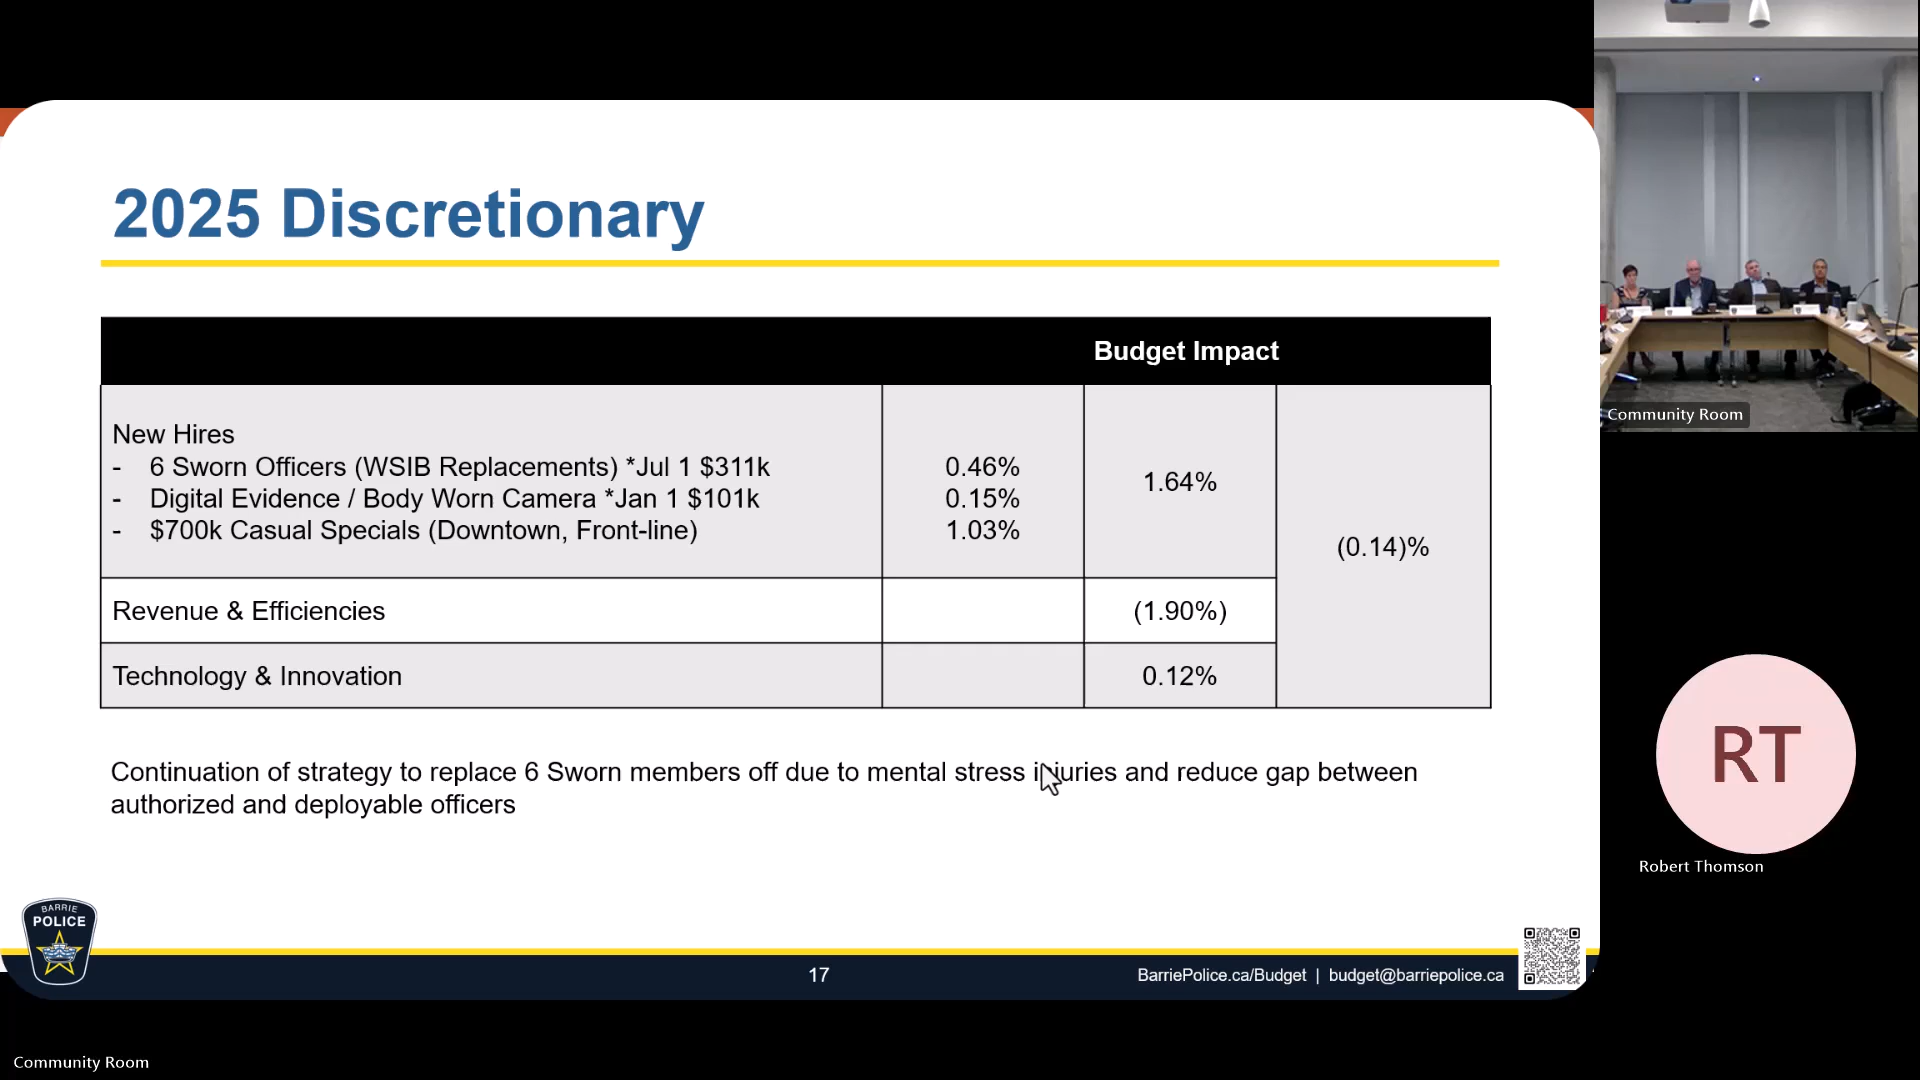 2025 Discretionary
Budget Impact
New Hires
- 6 Sworn Officers (WSIB Replacements) *Jul 1 $311k 0.46%
- Digital Evidence / Body Worn Camera *Jan 1 $101k 0.15%
- $700k Casual Specials (Downtown, Front-line) 1.03%
1.64%
(0.14)%
Revenue & Efficiencies (1.90%)
Technology & Innovation 0.12%
Continuation of strategy to replace 6 Sworn members off due to mental stress injuries and reduce gap between
authorized and deployable officers
BARRIE
POLICE
17
BarriePolice.ca/Budget | budget@barriepolice.ca
Community Room
RT
Robert Thomson
Community Room